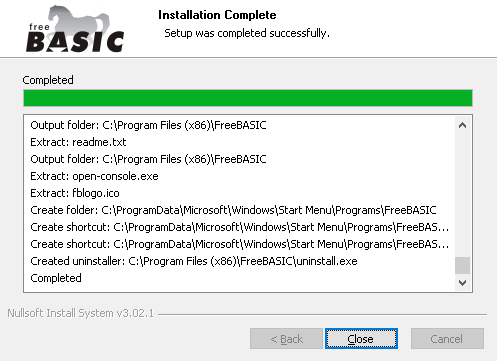 free
BASIC
Installation Complete
Setup was completed successfully.
Completed
Output folder: C:\Program Files (x86)\FreeBASIC
Extract: readme.txt
Output folder: C:\Program Files (x86)\FreeBASIC
Extract: open-console.exe
Extract: fblogo.ico
Create folder: C:\ProgramData\Microsoft\Windows\Start Menu\Programs\FreeBASIC
Create shortcut: C:\ProgramData\Microsoft\Windows\Start Menu\Programs\FreeBAS...
Create shortcut: C:\ProgramData\Microsoft\Windows\Start Menu\Programs\FreeBAS...
Created uninstaller: C:\Program Files (x86)\FreeBASIC\uninstall.exe
Completed
Nullsoft Install System v3.02.1
< Back Close Cancel